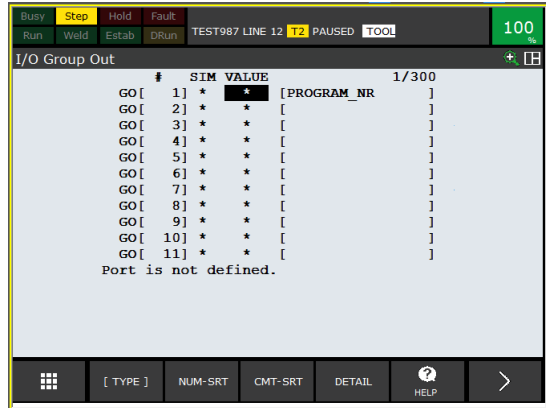 Busy Step Hold Fault
Run Weld Estab DRun TEST987 LINE 12 T2 PAUSED TOOL 100 %
I/O Group Out
# SIM VALUE 1/300
GO[ 1] * * [PROGRAM_NR ]
GO[ 2] * * [ ]
GO[ 3] * * [ ]
GO[ 4] * * [ ]
GO[ 5] * * [ ]
GO[ 6] * * [ ]
GO[ 7] * * [ ]
GO[ 8] * * [ ]
GO[ 9] * * [ ]
GO[ 10] * * [ ]
GO[ 11] * * [ ]
Port is not defined.
[ TYPE ] NUM-SRT CMT-SRT DETAIL ? HELP >